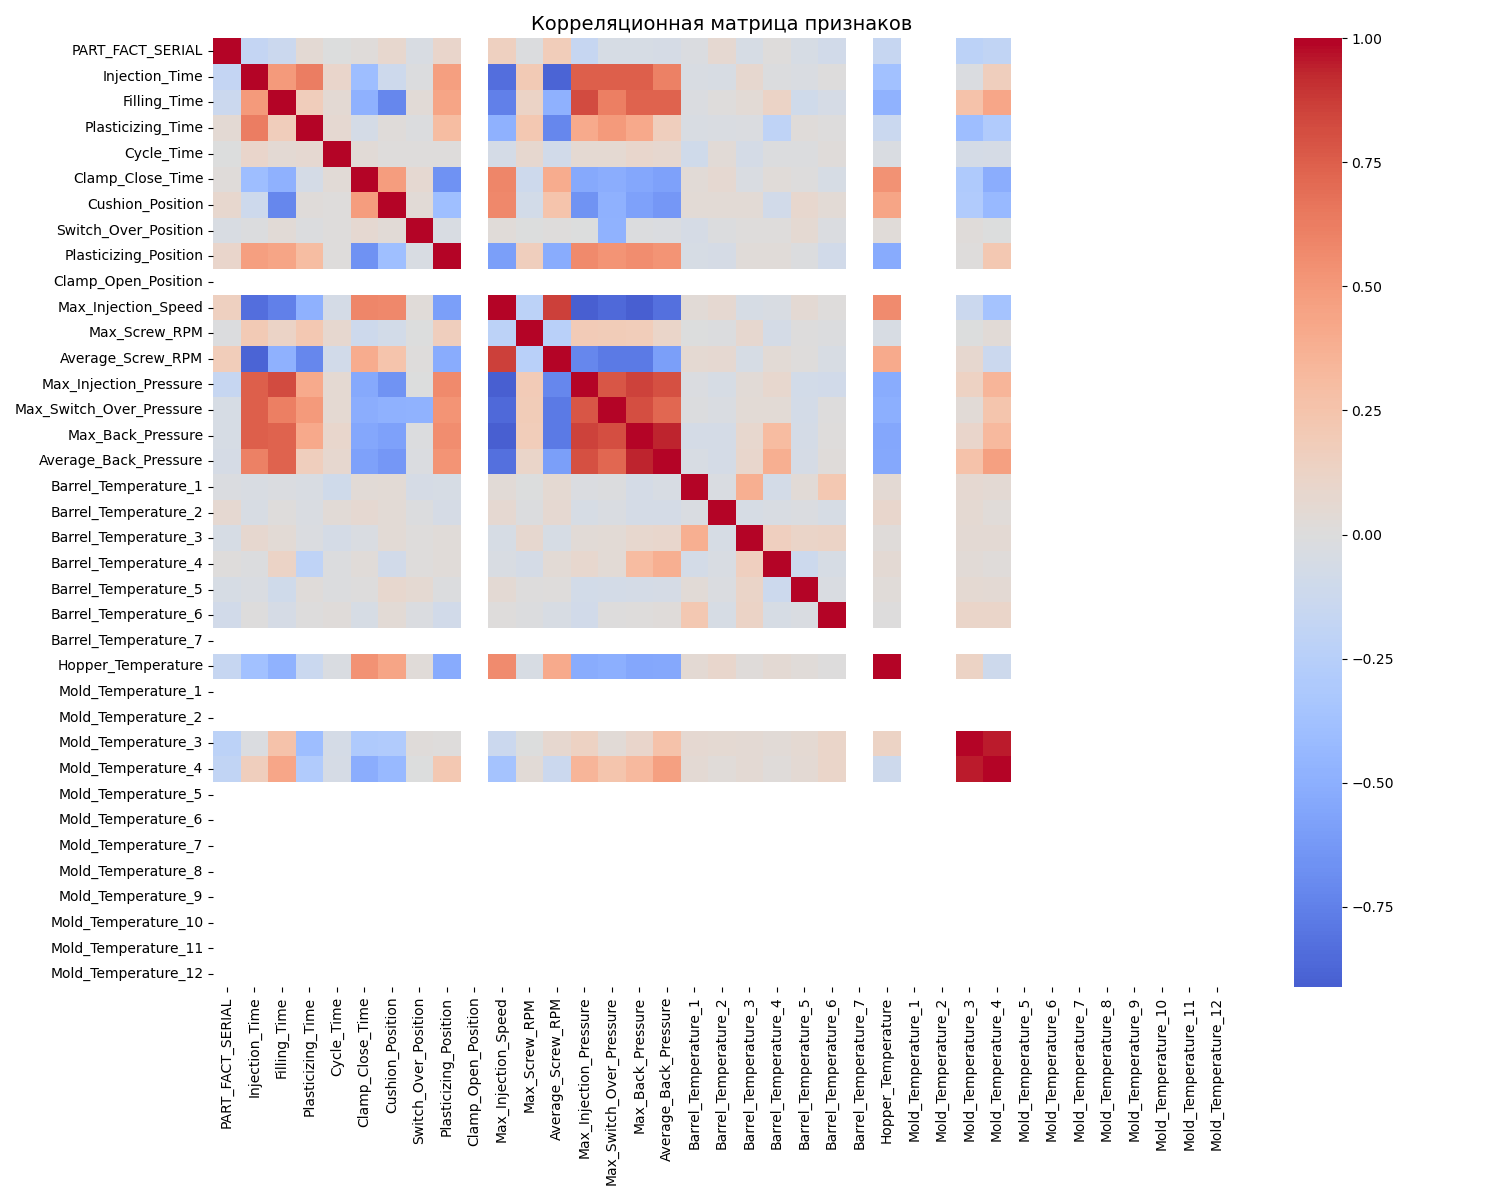 Корреляционная матрица признаков
PART_FACT_SERIAL
Injection_Time
Filling_Time
Plasticizing_Time
Cycle_Time
Clamp_Close_Time
Cushion_Position
Switch_Over_Position
Plasticizing_Position
Clamp_Open_Position
Max_Injection_Speed
Max_Screw_RPM
Average_Screw_RPM
Max_Injection_Pressure
Max_Switch_Over_Pressure
Max_Back_Pressure
Average_Back_Pressure
Barrel_Temperature_1
Barrel_Temperature_2
Barrel_Temperature_3
Barrel_Temperature_4
Barrel_Temperature_5
Barrel_Temperature_6
Barrel_Temperature_7
Hopper_Temperature
Mold_Temperature_1
Mold_Temperature_2
Mold_Temperature_3
Mold_Temperature_4
Mold_Temperature_5
Mold_Temperature_6
Mold_Temperature_7
Mold_Temperature_8
Mold_Temperature_9
Mold_Temperature_10
Mold_Temperature_11
Mold_Temperature_12
PART_FACT_SERIAL
Injection_Time
Filling_Time
Plasticizing_Time
Cycle_Time
Clamp_Close_Time
Cushion_Position
Switch_Over_Position
Plasticizing_Position
Clamp_Open_Position
Max_Injection_Speed
Max_Screw_RPM
Average_Screw_RPM
Max_Injection_Pressure
Max_Switch_Over_Pressure
Max_Back_Pressure
Average_Back_Pressure
Barrel_Temperature_1
Barrel_Temperature_2
Barrel_Temperature_3
Barrel_Temperature_4
Barrel_Temperature_5
Barrel_Temperature_6
Barrel_Temperature_7
Hopper_Temperature
Mold_Temperature_1
Mold_Temperature_2
Mold_Temperature_3
Mold_Temperature_4
Mold_Temperature_5
Mold_Temperature_6
Mold_Temperature_7
Mold_Temperature_8
Mold_Temperature_9
Mold_Temperature_10
Mold_Temperature_11
Mold_Temperature_12
1.00
0.75
0.50
0.25
0.00
−0.25
−0.50
−0.75